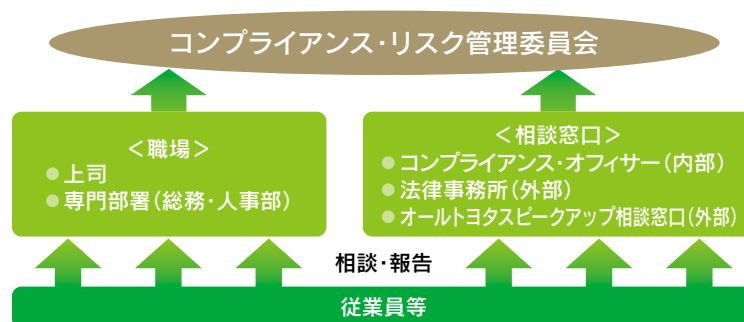 コンプライアンス・リスク管理委員会
＜職場＞
●上司
●専門部署（総務・人事部）
＜相談窓口＞
●コンプライアンス・オフィサー（内部）
●法律事務所（外部）
●オールトヨタスピークアップ相談窓口（外部）
相談・報告
従業員等